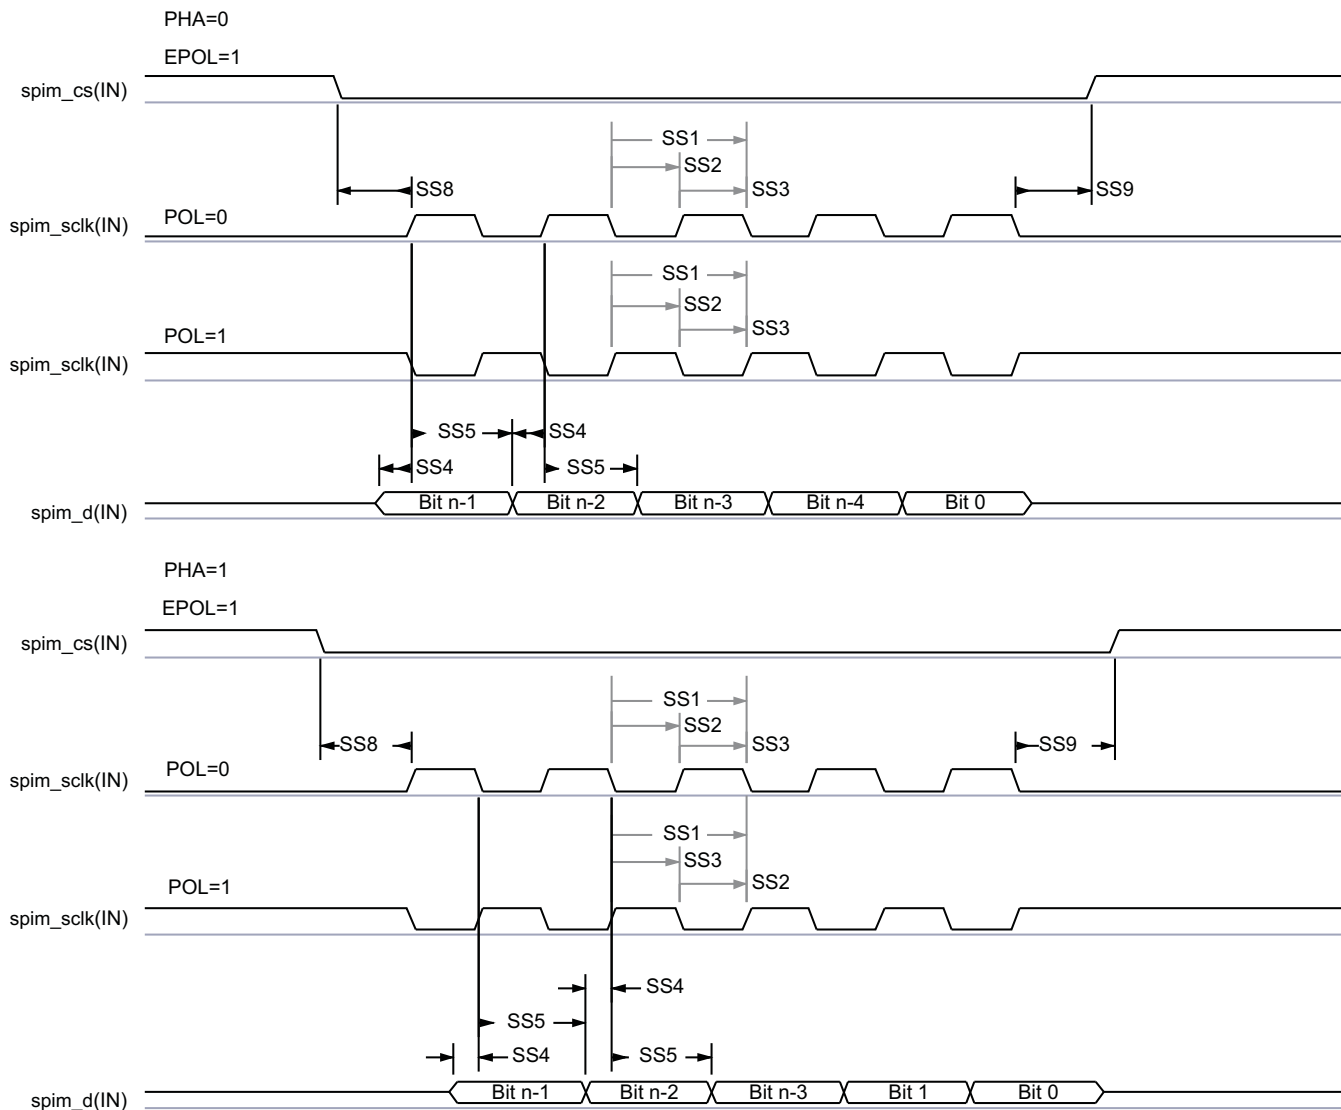 PHA=0
EPOL=1
spim_cs(IN)
SS1
SS2
SS8
SS3
SS9
POL=0
spim_sclk(IN)
SS1
SS2
SS3
POL=1
spim_sclk(IN)
SS5
SS4
SS4
SS5
Bit n-1
Bit n-2
Bit n-3
Bit n-4
Bit 0
spim_d(IN)
PHA=1
EPOL=1
spim_cs(IN)
SS1
SS2
SS8
SS3
SS9
POL=0
spim_sclk(IN)
SS1
SS3
SS2
POL=1
spim_sclk(IN)
SS4
SS5
SS4
SS5
Bit n-1
Bit n-2
Bit n-3
Bit 1
Bit 0
spim_d(IN)